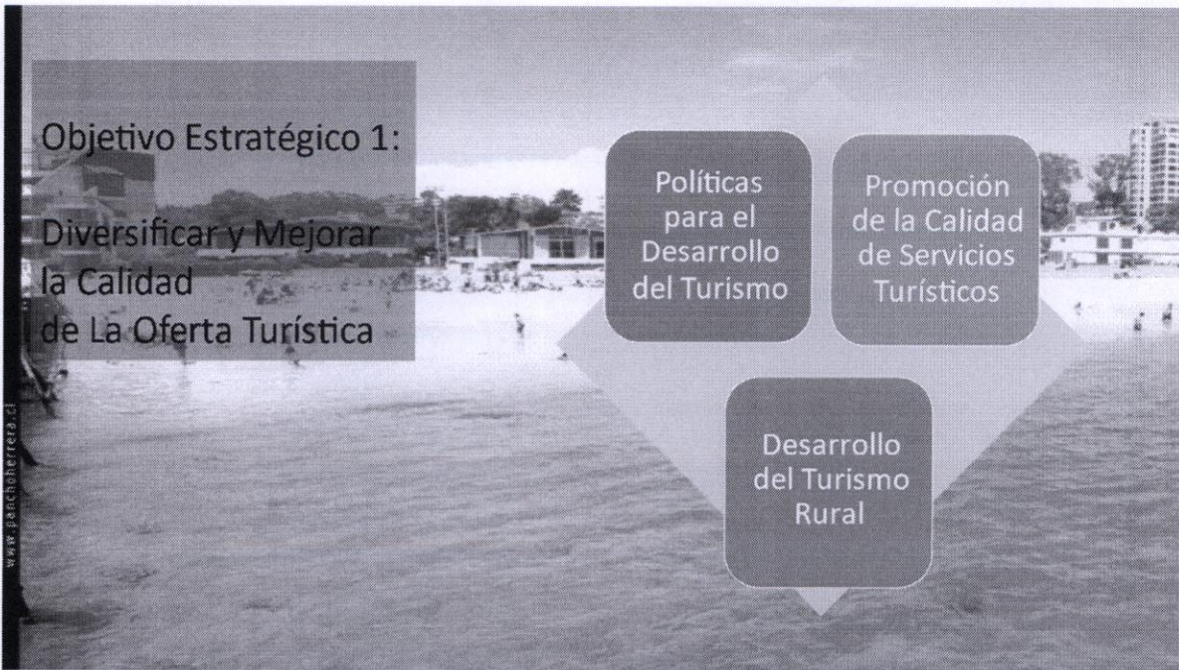 Objetivo Estratégico 1:
Diversificar y Mejorar
la Calidad
de La Oferta Turística
Políticas
para el
Desarrollo
del Turismo
Promoción
de la Calidad
de Servicios
Turísticos
Desarrollo
del Turismo
Rural
www.panchoherrera.cl